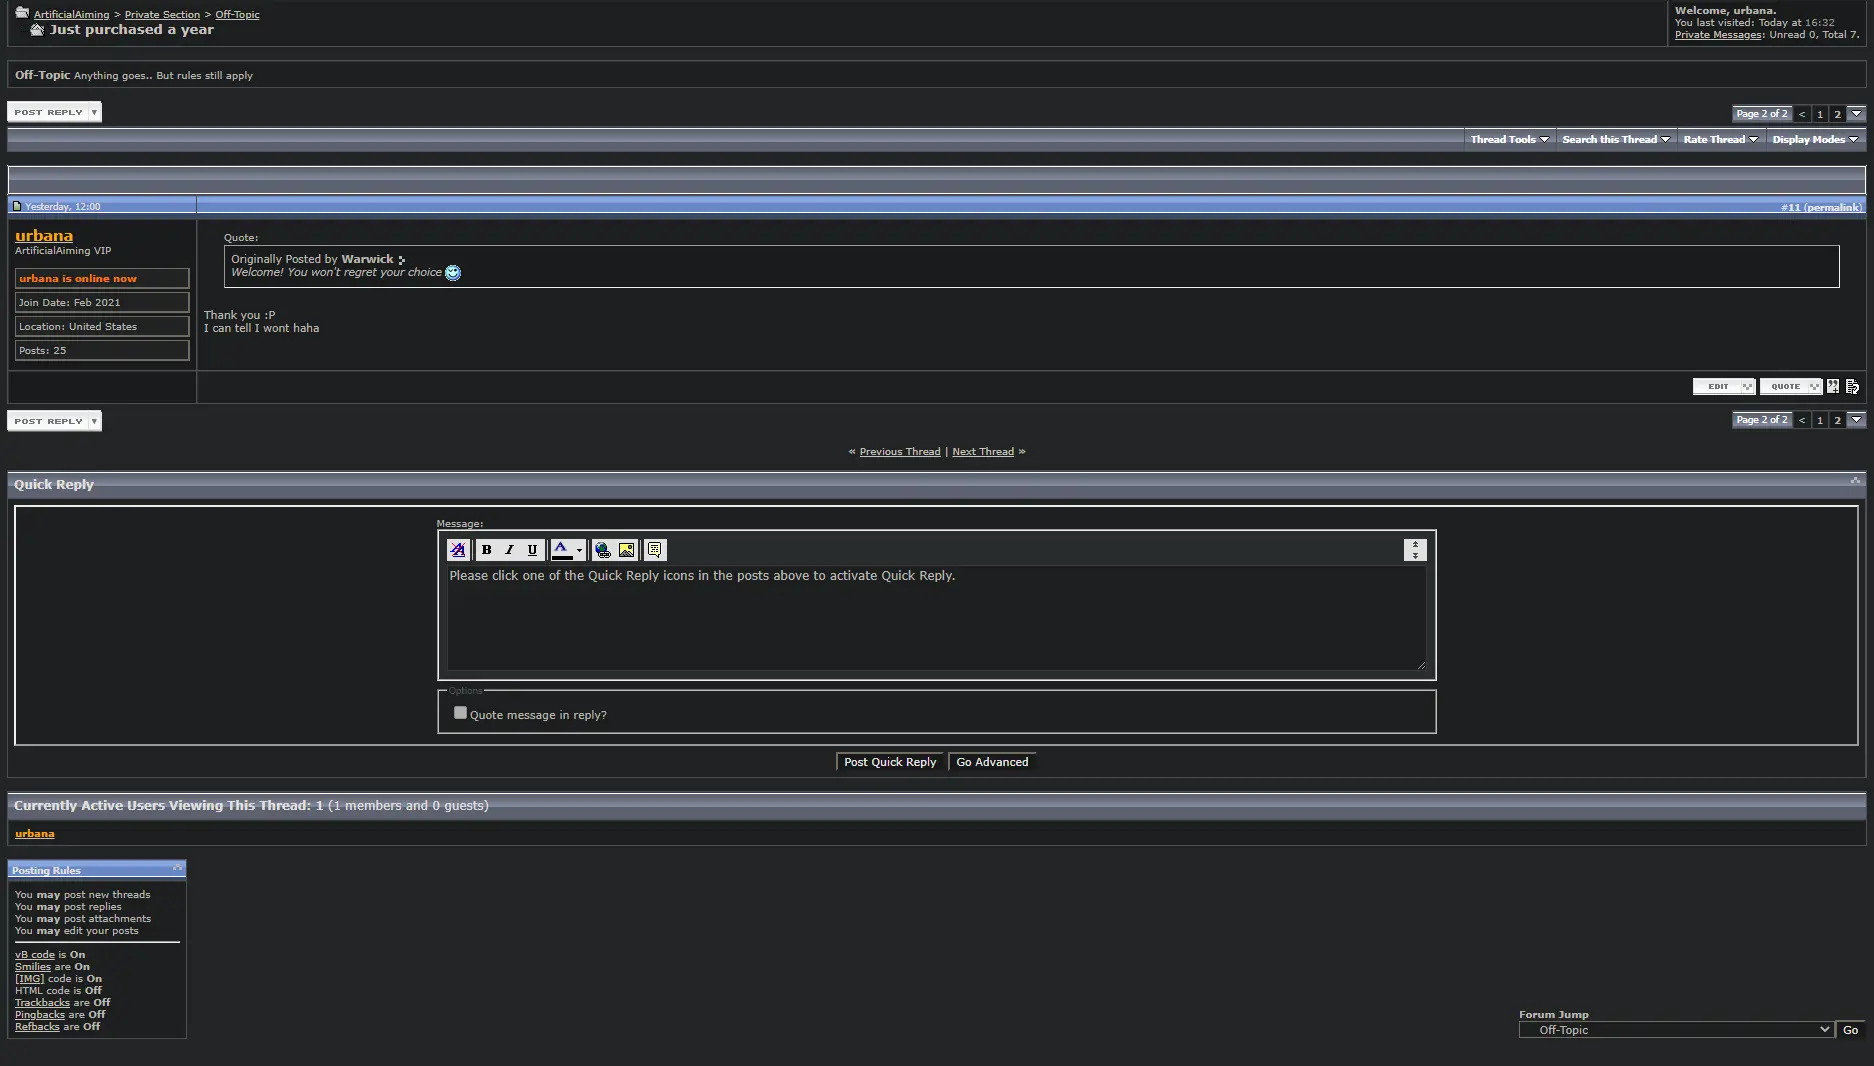 ArtificialAiming > Private Section > Off-Topic
Just purchased a year
Welcome, urbana.
You last visited: Today at 16:32
Private Messages: Unread 0, Total 7.
Off-Topic Anything goes.. But rules still apply
POST REPLY
Page 2 of 2 < 1 2
Thread Tools Search this Thread Rate Thread Display Modes
Yesterday, 12:00
#11 (permalink)
urbana
ArtificialAiming VIP
urbana is online now
Join Date: Feb 2021
Location: United States
Posts: 25
Quote:
Originally Posted by Warwick
Welcome! You won't regret your choice
Thank you :P
I can tell I wont haha
EDIT QUOTE
POST REPLY
Page 2 of 2 < 1 2
« Previous Thread | Next Thread »
Quick Reply
Message:
B I U A
Please click one of the Quick Reply icons in the posts above to activate Quick Reply.
Options
Quote message in reply?
Post Quick Reply Go Advanced
Currently Active Users Viewing This Thread: 1 (1 members and 0 guests)
urbana
Posting Rules
You may post new threads
You may post replies
You may post attachments
You may edit your posts
vB code is On
Smilies are On
[IMG] code is On
HTML code is Off
Trackbacks are Off
Pingbacks are Off
Refbacks are Off
Forum Jump
Off-Topic Go